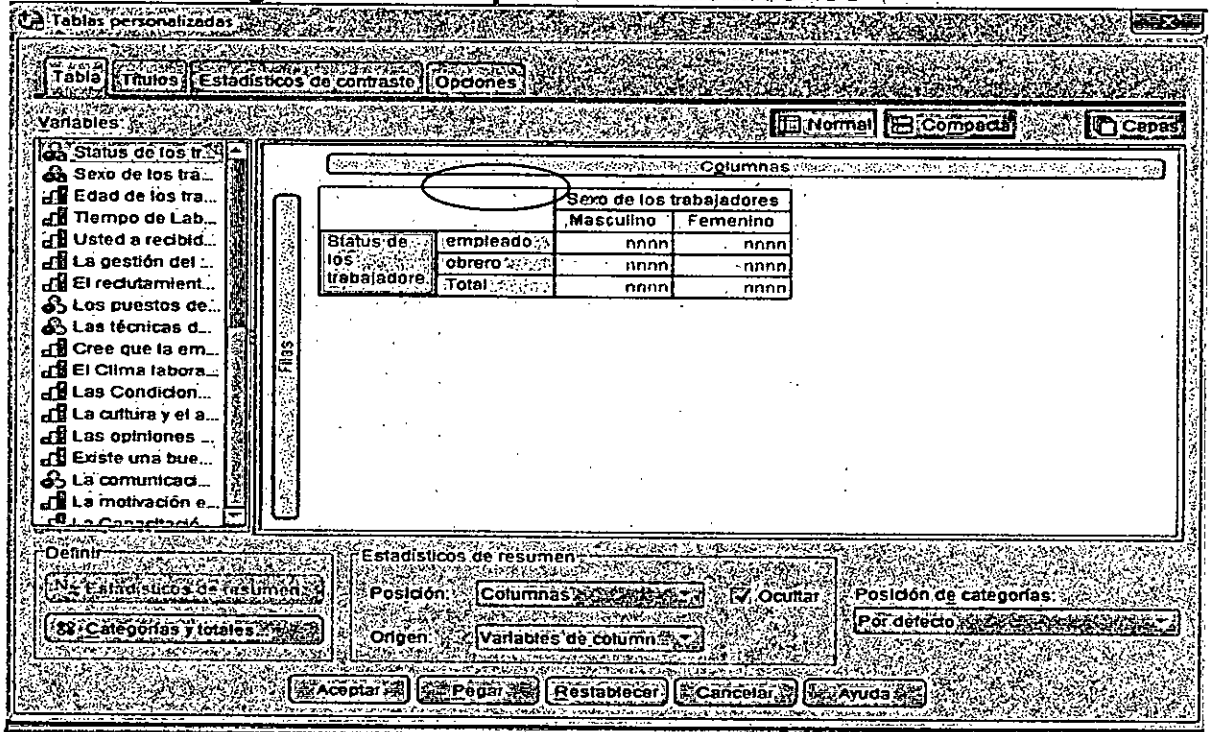 Tablas personalizadas
Tabla Títulos Estadísticos de contraste Opciones
Variables:
Normal Compacta Capas
Status de los tr...
Sexo de los tra...
Edad de los tra...
Tiempo de Lab...
Usted a recibid...
La gestión del ...
El reclutamient...
Los puestos de...
Las técnicas d...
Cree que la em...
El Clima labora...
Las Condicion...
La cultura y el a...
Las opiniones ...
Existe una bue...
La comunicaci...
La motivación e...
La Capacitació
Columnas
Filas
Sexo de los trabajadores
Masculino Femenino
Status de los trabajadore
empleado nnnn nnnn
obrero nnnn nnnn
Total nnnn nnnn
Definir
Estadísticos de resumen
Categorías y totales
Estadísticos de resumen
Posición: Columnas Ocultar
Origen: Variables de column
Posición de categorías:
Por defecto
Aceptar Pegar Restablecer Cancelar Ayuda